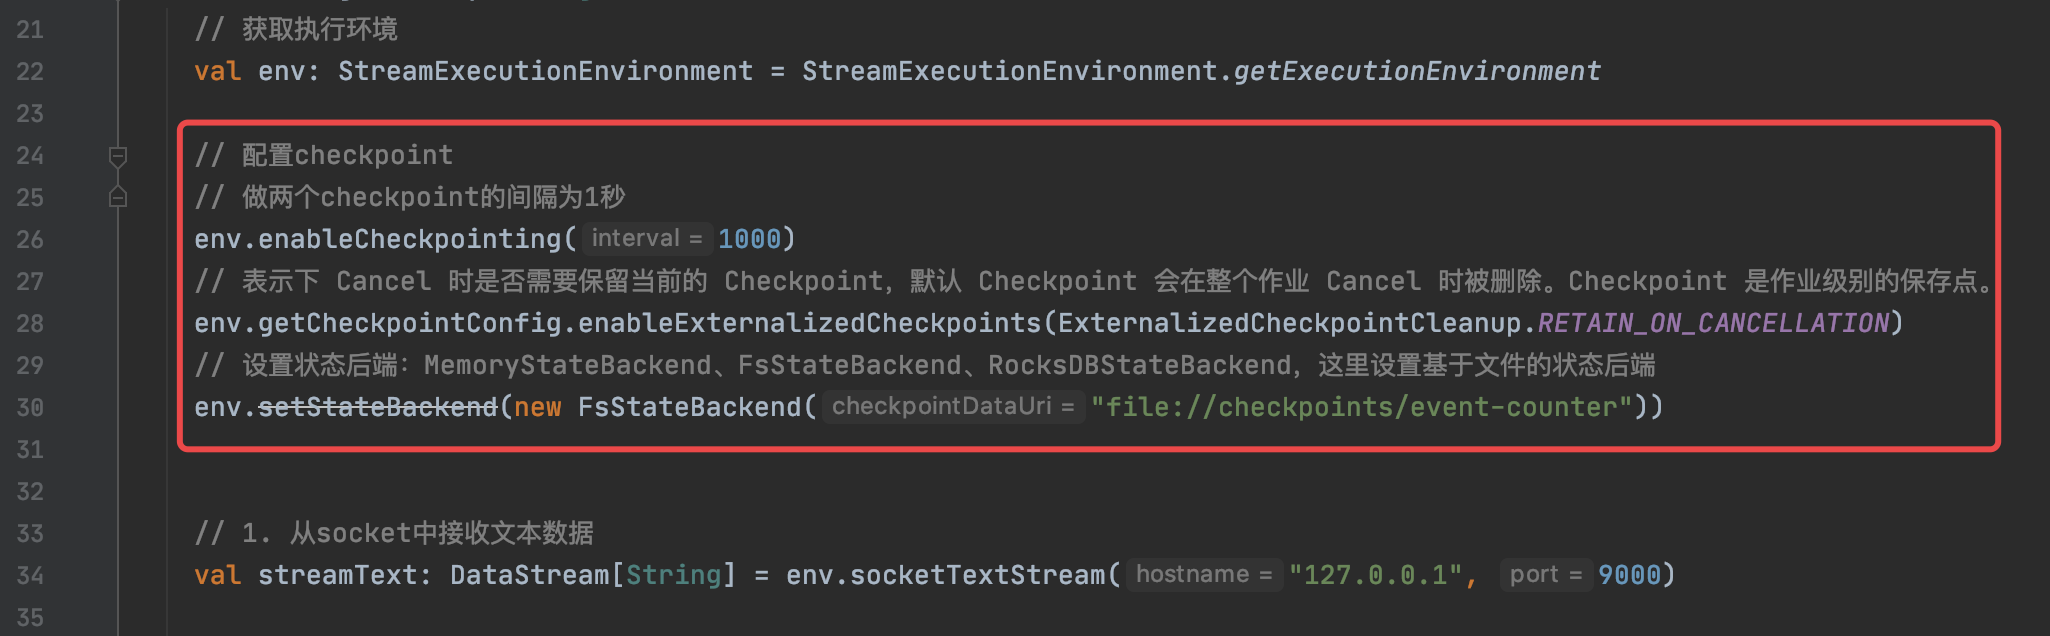 21 // 获取执行环境
22 val env: StreamExecutionEnvironment = StreamExecutionEnvironment.getExecutionEnvironment
23
24 // 配置checkpoint
25 // 做两个checkpoint的间隔为1秒
26 env.enableCheckpointing( interval = 1000)
27 // 表示下 Cancel 时是否需要保留当前的 Checkpoint，默认 Checkpoint 会在整个作业 Cancel 时被删除。Checkpoint 是作业级别的保存点。
28 env.getCheckpointConfig.enableExternalizedCheckpoints(ExternalizedCheckpointCleanup.RETAIN_ON_CANCELLATION)
29 // 设置状态后端：MemoryStateBackend、FsStateBackend、RocksDBStateBackend，这里设置基于文件的状态后端
30 env.setStateBackend(new FsStateBackend( checkpointDataUri = "file://checkpoints/event-counter"))
31
32
33 // 1. 从socket中接收文本数据
34 val streamText: DataStream[String] = env.socketTextStream( hostname = "127.0.0.1", port = 9000)
35